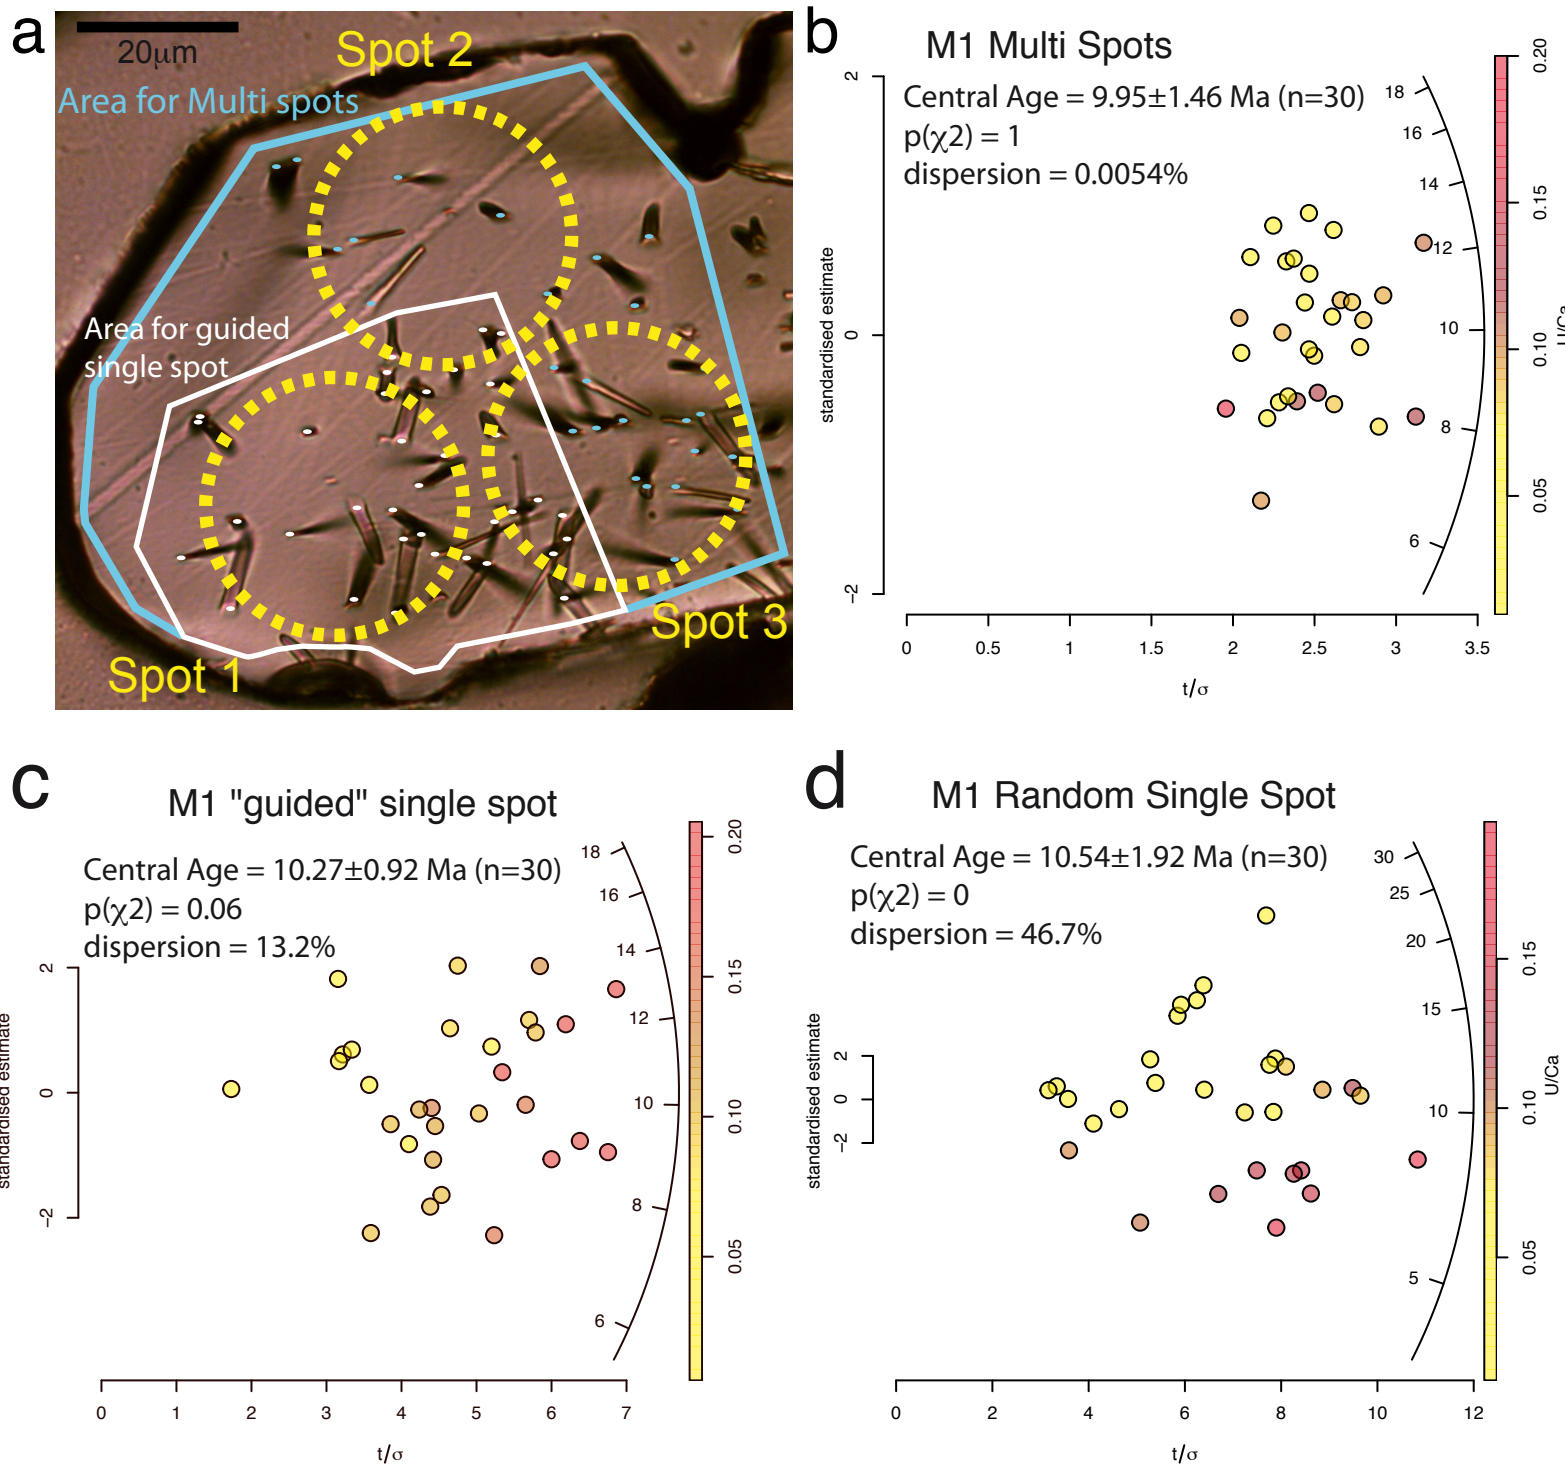 a
20μm
Spot 2
Area for Multi spots
Area for guided
single spot
Spot 3
Spot 1
b
M1 Multi Spots
Central Age = 9.95±1.46 Ma (n=30)
p(χ2) = 1
dispersion = 0.0054%
standardised estimate
2
0
−2
0 0.5 1 1.5 2 2.5 3 3.5
t/σ
18
16
14
12
10
8
6
0.20
0.15
0.10
0.05
U/Ca
c
M1 "guided" single spot
Central Age = 10.27±0.92 Ma (n=30)
p(χ2) = 0.06
dispersion = 13.2%
standardised estimate
2
0
−2
0 1 2 3 4 5 6 7
t/σ
18
16
14
12
10
8
6
0.20
0.15
0.10
0.05
d
M1 Random Single Spot
Central Age = 10.54±1.92 Ma (n=30)
p(χ2) = 0
dispersion = 46.7%
standardised estimate
2
0
−2
0 2 4 6 8 10 12
t/σ
30
25
20
15
10
5
0.15
0.10
0.05
U/Ca